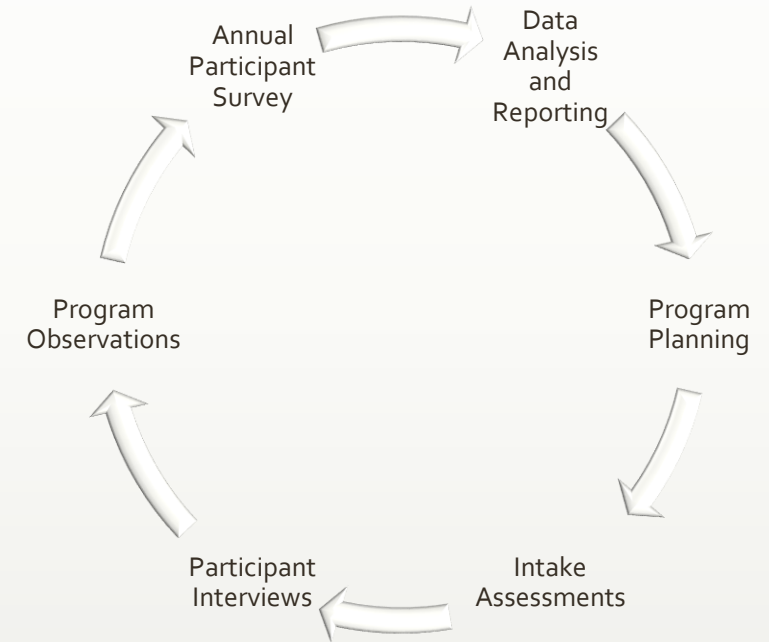 Annual
Participant
Survey
Data
Analysis
and
Reporting
Program
Planning
Intake
Assessments
Participant
Interviews
Program
Observations